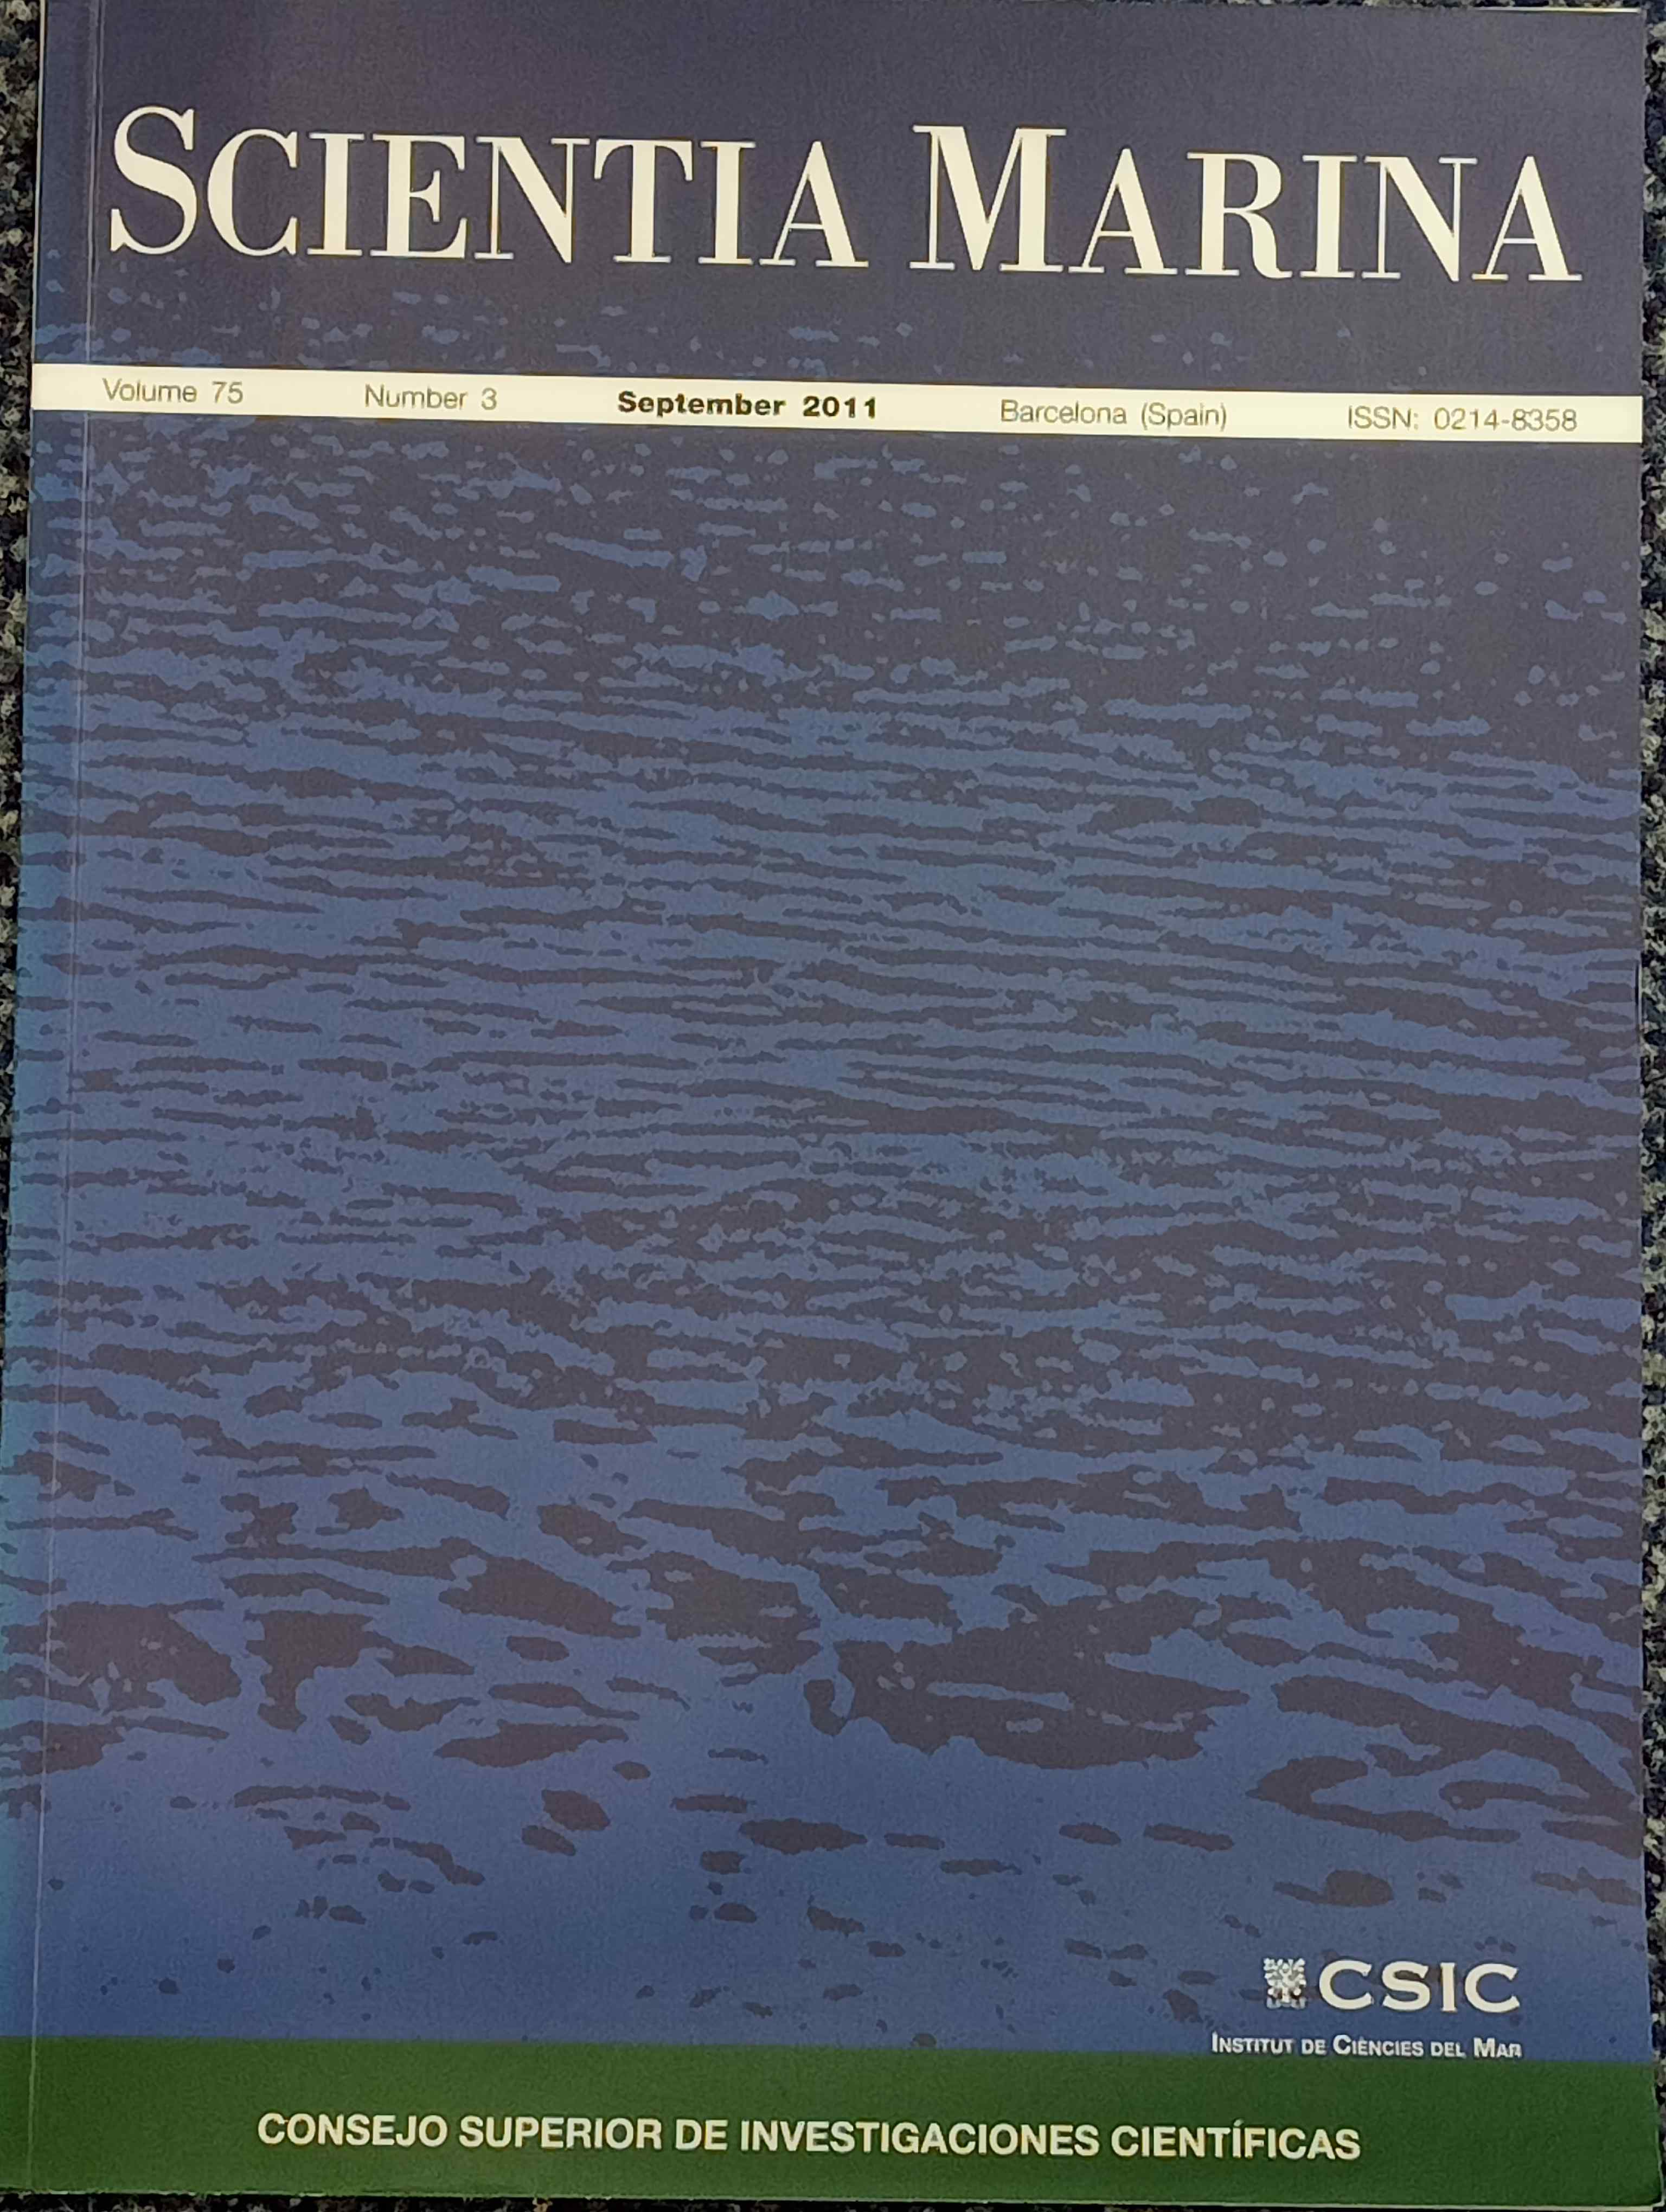 SCIENTIA MARINA
Volume 75 Number 3 September 2011 Barcelona (Spain) ISSN: 0214-8358
CSIC
INSTITUT DE CIÈNCIES DEL MAR
CONSEJO SUPERIOR DE INVESTIGACIONES CIENTÍFICAS